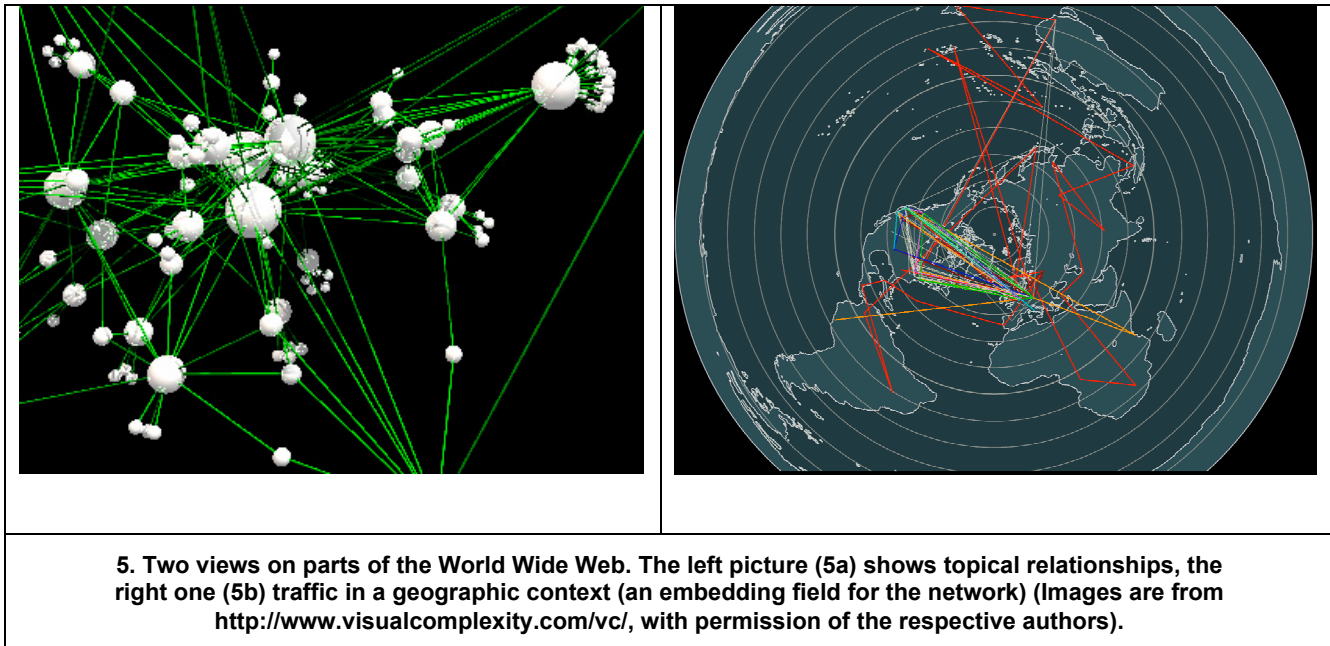 5. Two views on parts of the World Wide Web. The left picture (5a) shows topical relationships, the
right one (5b) traffic in a geographic context (an embedding field for the network) (Images are from
http://www.visualcomplexity.com/vc/, with permission of the respective authors).